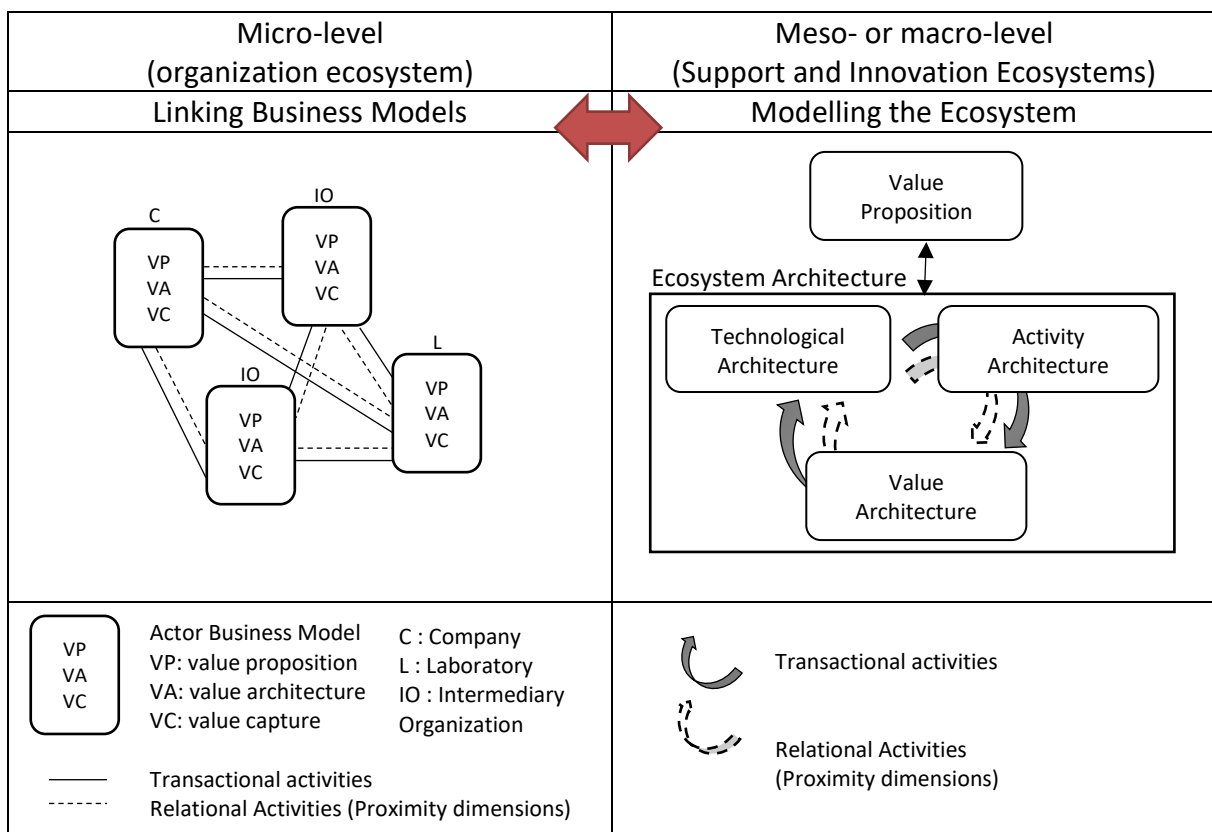 Micro-level
(organization ecosystem)
Meso- or macro-level
(Support and Innovation Ecosystems)
Linking Business Models
Modelling the Ecosystem
C
VP
VA
VC
IO
VP
VA
VC
IO
VP
VA
VC
L
VP
VA
VC
Value
Proposition
Ecosystem Architecture
Technological
Architecture
Activity
Architecture
Value
Architecture
VP
VA
VC
Actor Business Model
VP: value proposition
VA: value architecture
VC: value capture
C : Company
L : Laboratory
IO : Intermediary
Organization
Transactional activities
Relational Activities (Proximity dimensions)
Transactional activities
Relational Activities
(Proximity dimensions)